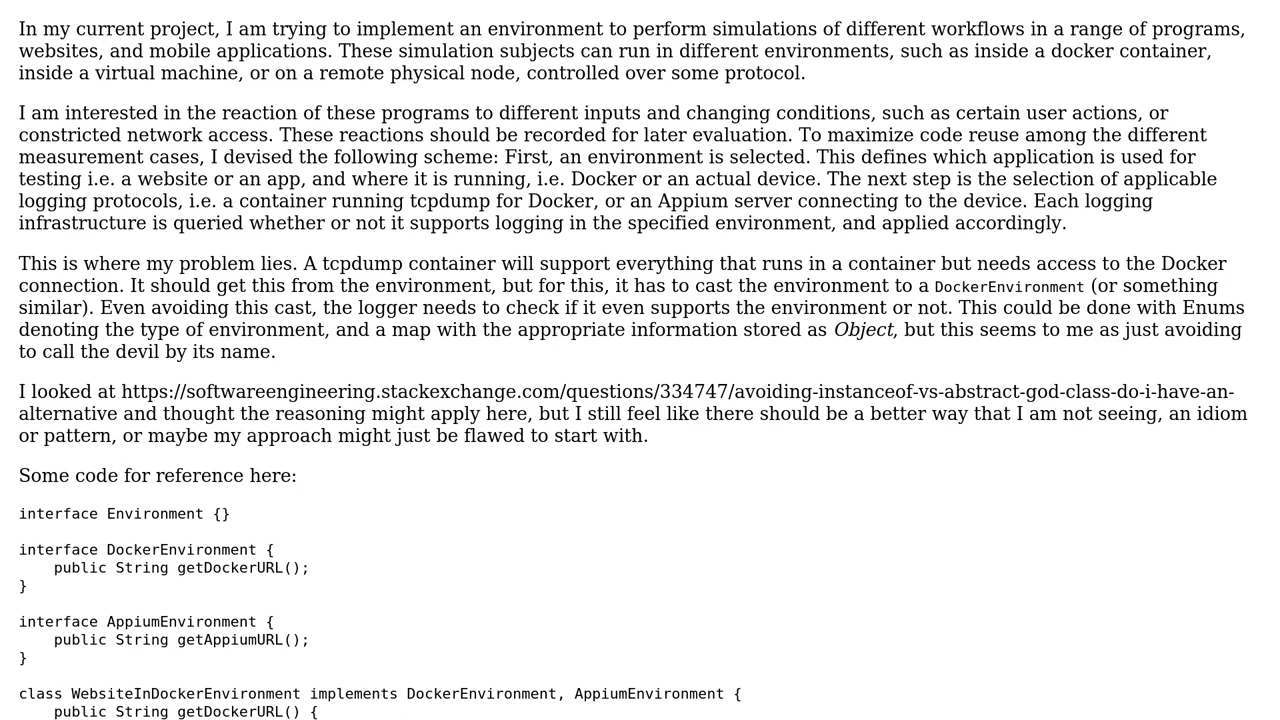 In my current project, I am trying to implement an environment to perform simulations of different workflows in a range of programs,
websites, and mobile applications. These simulation subjects can run in different environments, such as inside a docker container,
inside a virtual machine, or on a remote physical node, controlled over some protocol.
I am interested in the reaction of these programs to different inputs and changing conditions, such as certain user actions, or
constricted network access. These reactions should be recorded for later evaluation. To maximize code reuse among the different
measurement cases, I devised the following scheme: First, an environment is selected. This defines which application is used for
testing i.e. a website or an app, and where it is running, i.e. Docker or an actual device. The next step is the selection of applicable
logging protocols, i.e. a container running tcpdump for Docker, or an Appium server connecting to the device. Each logging
infrastructure is queried whether or not it supports logging in the specified environment, and applied accordingly.
This is where my problem lies. A tcpdump container will support everything that runs in a container but needs access to the Docker
connection. It should get this from the environment, but for this, it has to cast the environment to a DockerEnvironment (or something
similar). Even avoiding this cast, the logger needs to check if it even supports the environment or not. This could be done with Enums
denoting the type of environment, and a map with the appropriate information stored as Object, but this seems to me as just avoiding
to call the devil by its name.
I looked at https://softwareengineering.stackexchange.com/questions/334747/avoiding-instanceof-vs-abstract-god-class-do-i-have-an-
alternative and thought the reasoning might apply here, but I still feel like there should be a better way that I am not seeing, an idiom
or pattern, or maybe my approach might just be flawed to start with.
Some code for reference here:
interface Environment {}
interface DockerEnvironment {
    public String getDockerURL();
}
interface AppiumEnvironment {
    public String getAppiumURL();
}
class WebsiteInDockerEnvironment implements DockerEnvironment, AppiumEnvironment {
    public String getDockerURL() {